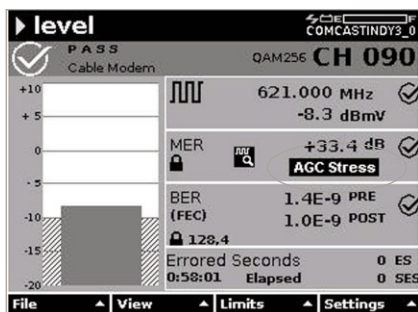 level
COMCASTINDY3_0
PASS
Cable Modem
QAM256 CH 090
+10
+ 5
0
- 5
-10
-15
-20
621.000 MHz
-8.3 dBmV
MER
+33.4 dB
AGC Stress
BER
(FEC)
1.4E-9 PRE
1.0E-9 POST
128,4
Errored Seconds 0 ES
0:58:01 Elapsed 0 SES
File View Limits Settings